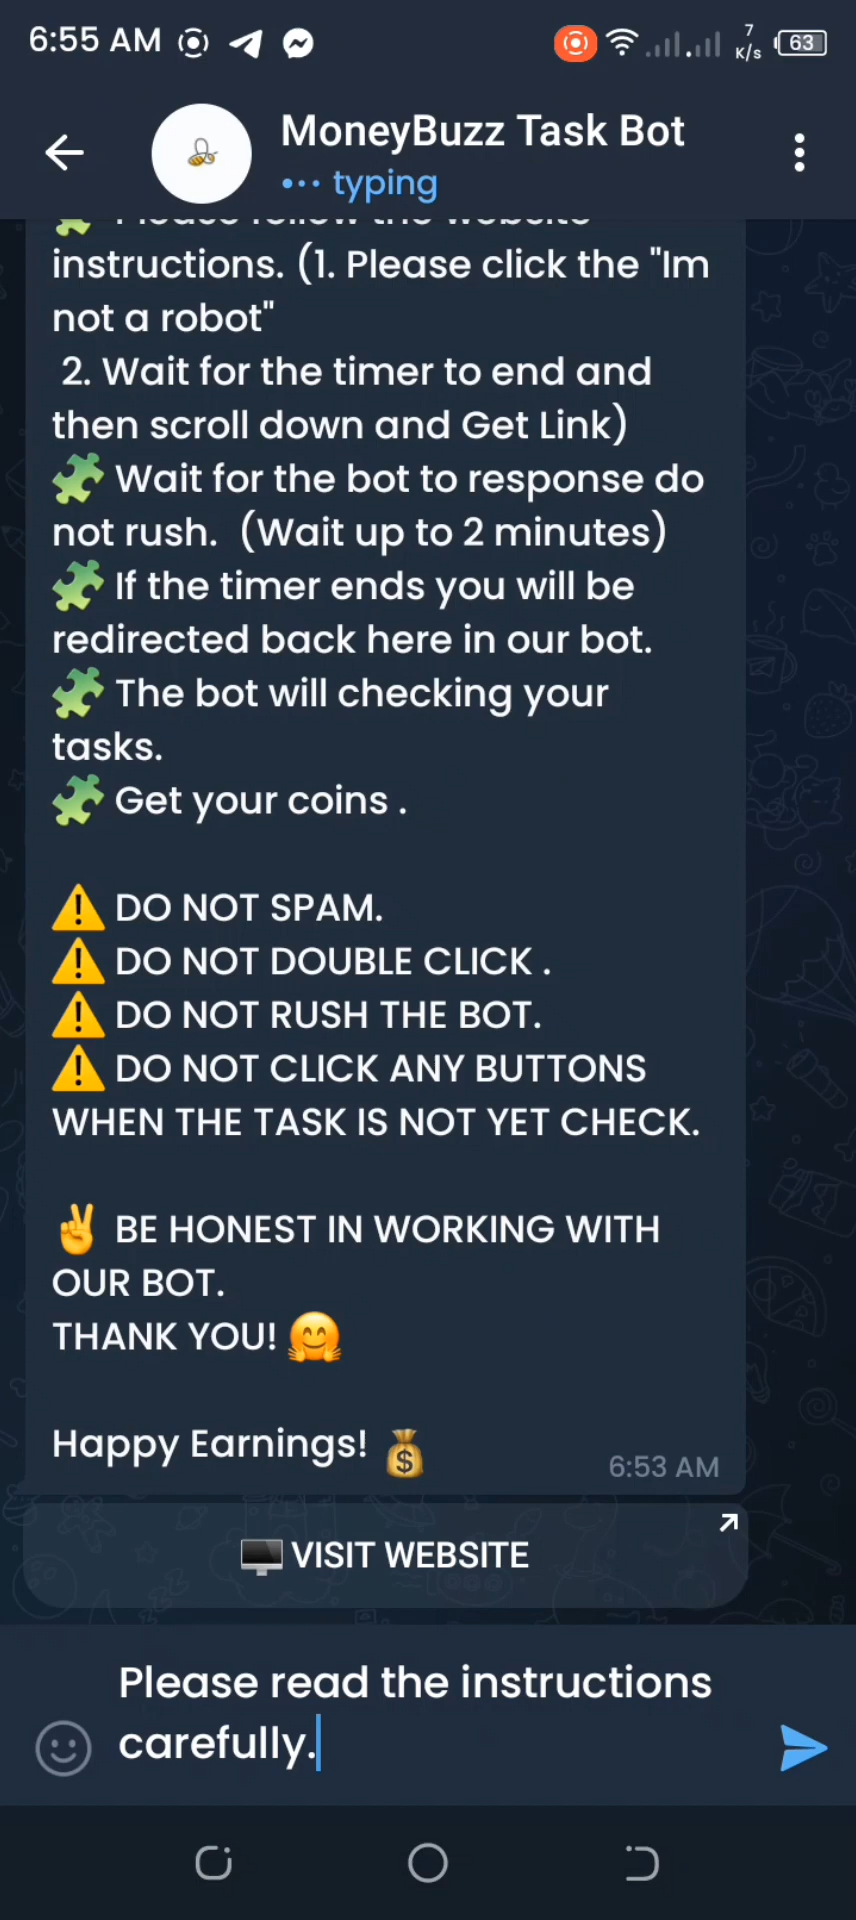 6:55 AM
7
K/s
63
MoneyBuzz Task Bot
typing
Please follow the website
instructions. (1. Please click the "Im
not a robot"
2. Wait for the timer to end and
then scroll down and Get Link)
Wait for the bot to response do
not rush. (Wait up to 2 minutes)
If the timer ends you will be
redirected back here in our bot.
The bot will checking your
tasks.
Get your coins .
DO NOT SPAM.
DO NOT DOUBLE CLICK .
DO NOT RUSH THE BOT.
DO NOT CLICK ANY BUTTONS
WHEN THE TASK IS NOT YET CHECK.
BE HONEST IN WORKING WITH
OUR BOT.
THANK YOU!
Happy Earnings!
6:53 AM
VISIT WEBSITE
Please read the instructions
carefully.